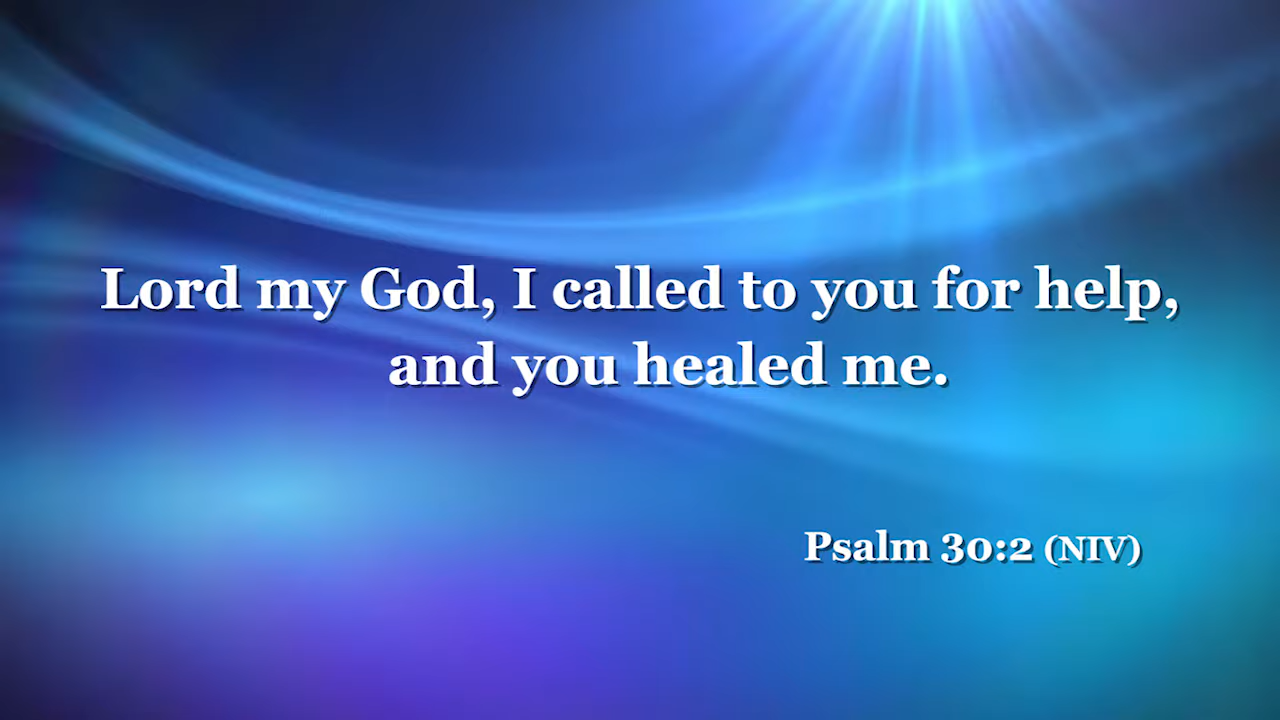 Lord my God, I called to you for help,
and you healed me.
Psalm 30:2 (NIV)